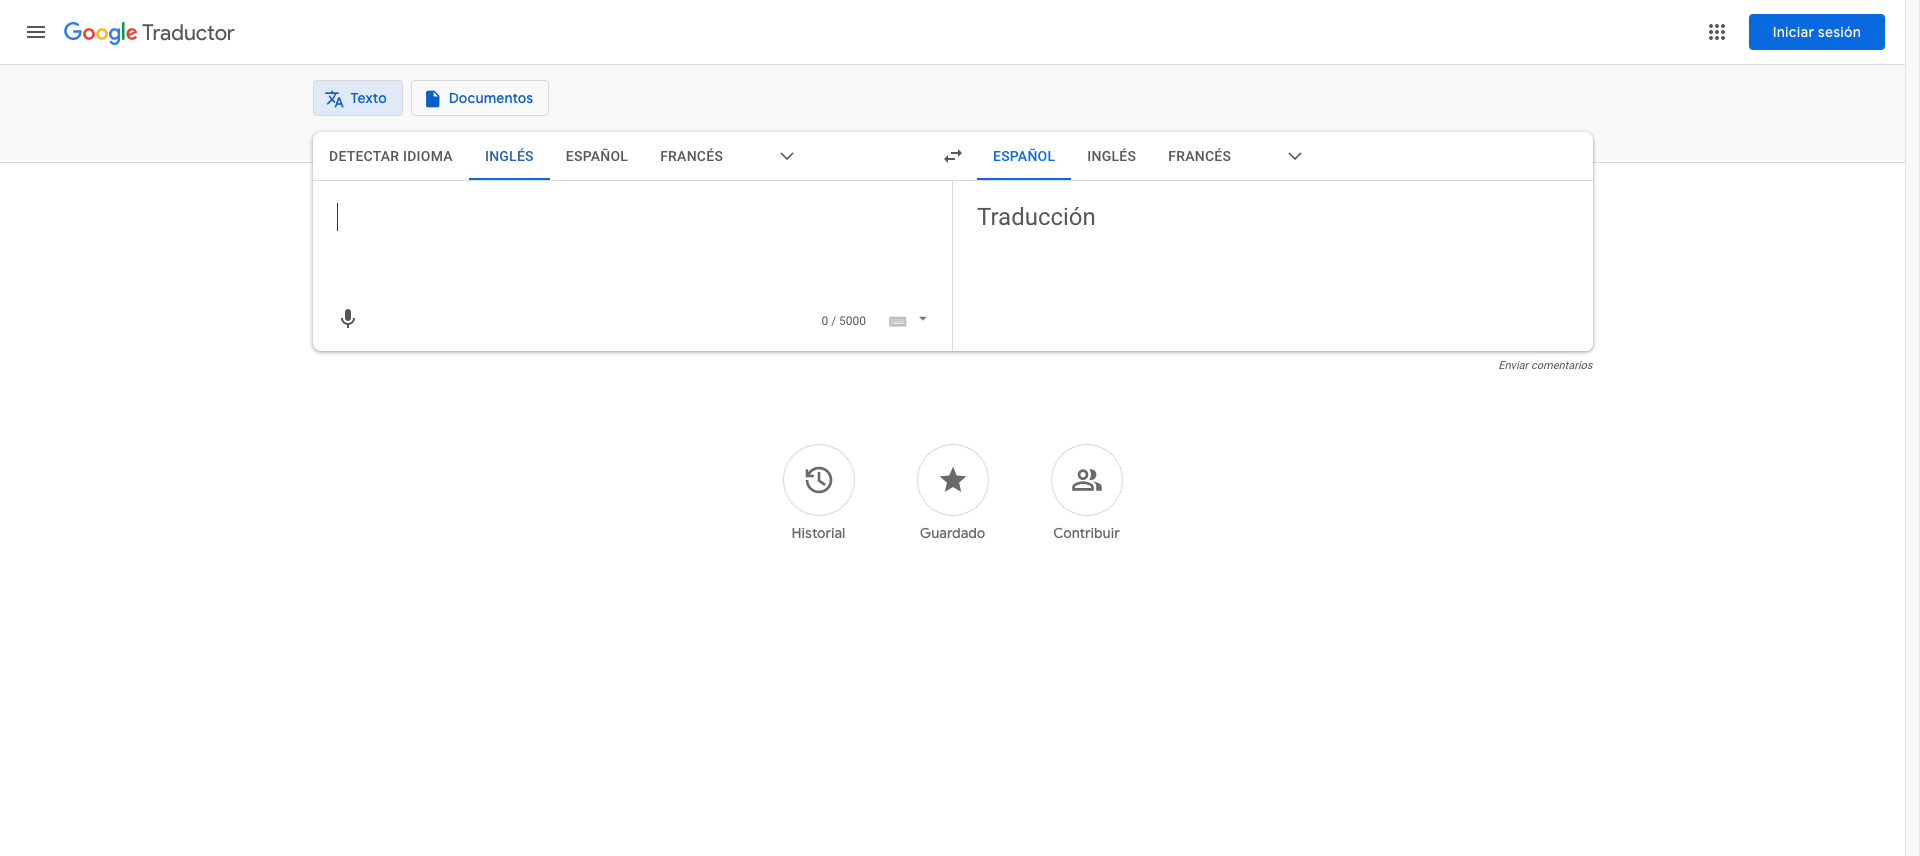 Google Traductor
Iniciar sesión
Texto
Documentos
DETECTAR IDIOMA INGLÉS ESPAÑOL FRANCÉS
ESPAÑOL INGLÉS FRANCÉS
Traducción
0 / 5000
Enviar comentarios
Historial
Guardado
Contribuir